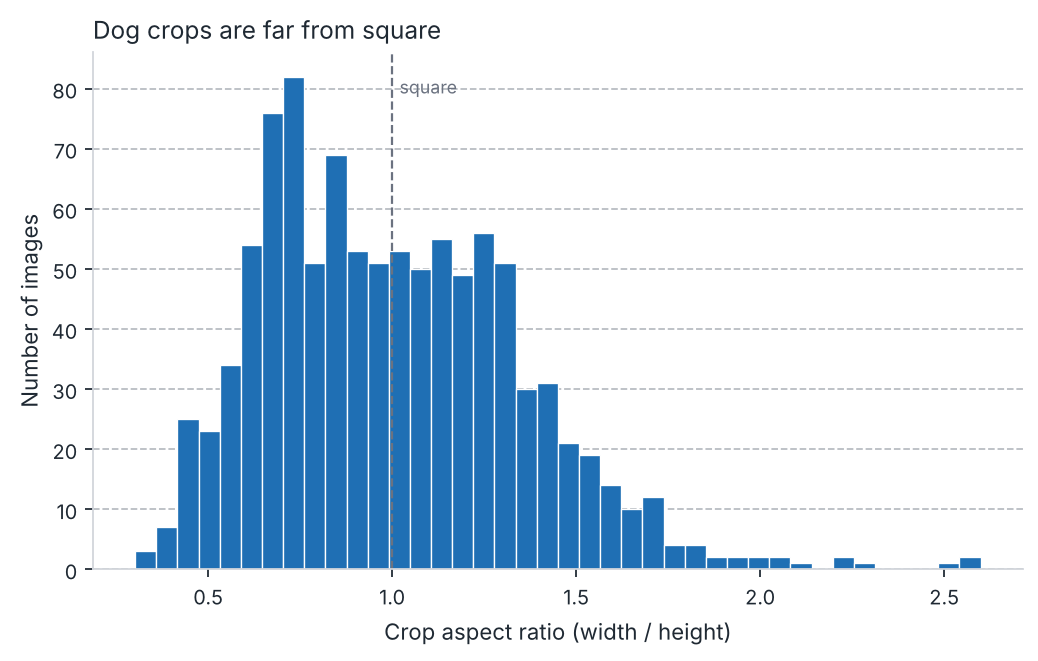 Dog crops are far from square
square
Number of images
80
70
60
50
40
30
20
10
0
0.5 1.0 1.5 2.0 2.5
Crop aspect ratio (width / height)